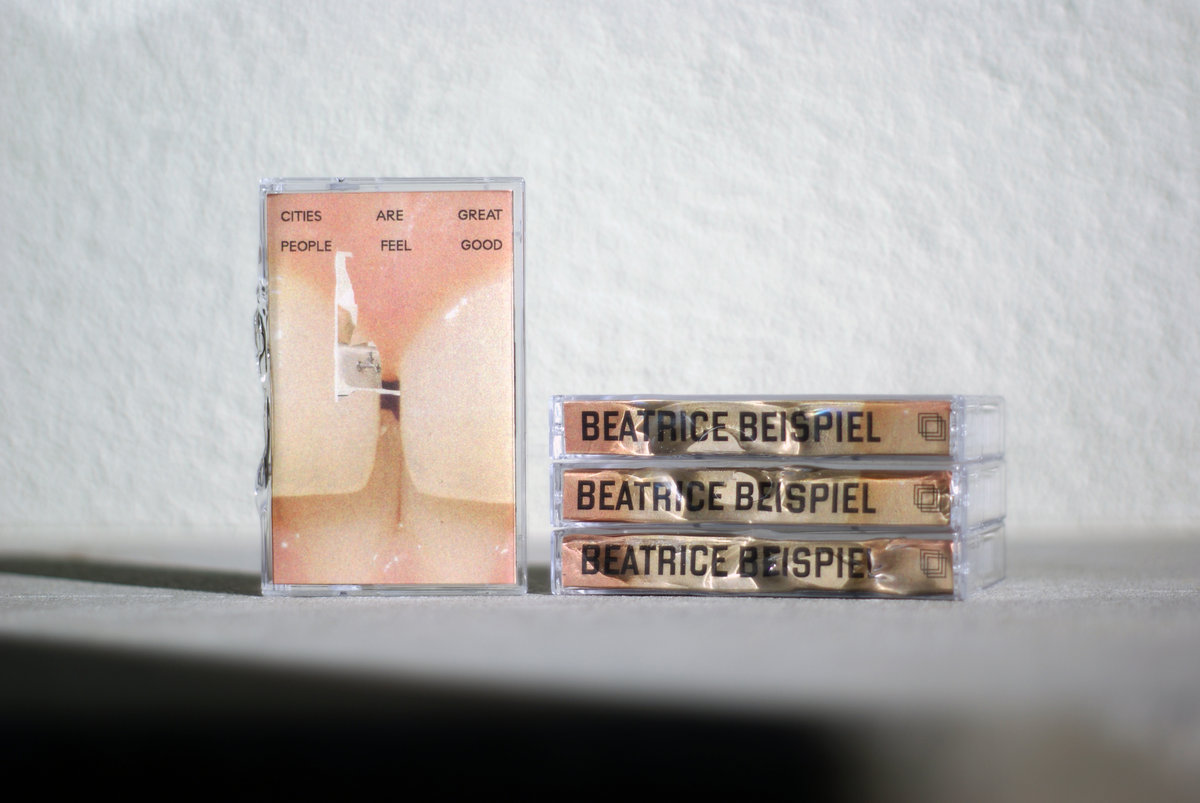 CITIES ARE GREAT
PEOPLE FEEL GOOD
BEATRICE BEISPIEL
BEATRICE BEISPIEL
BEATRICE BEISPIEL